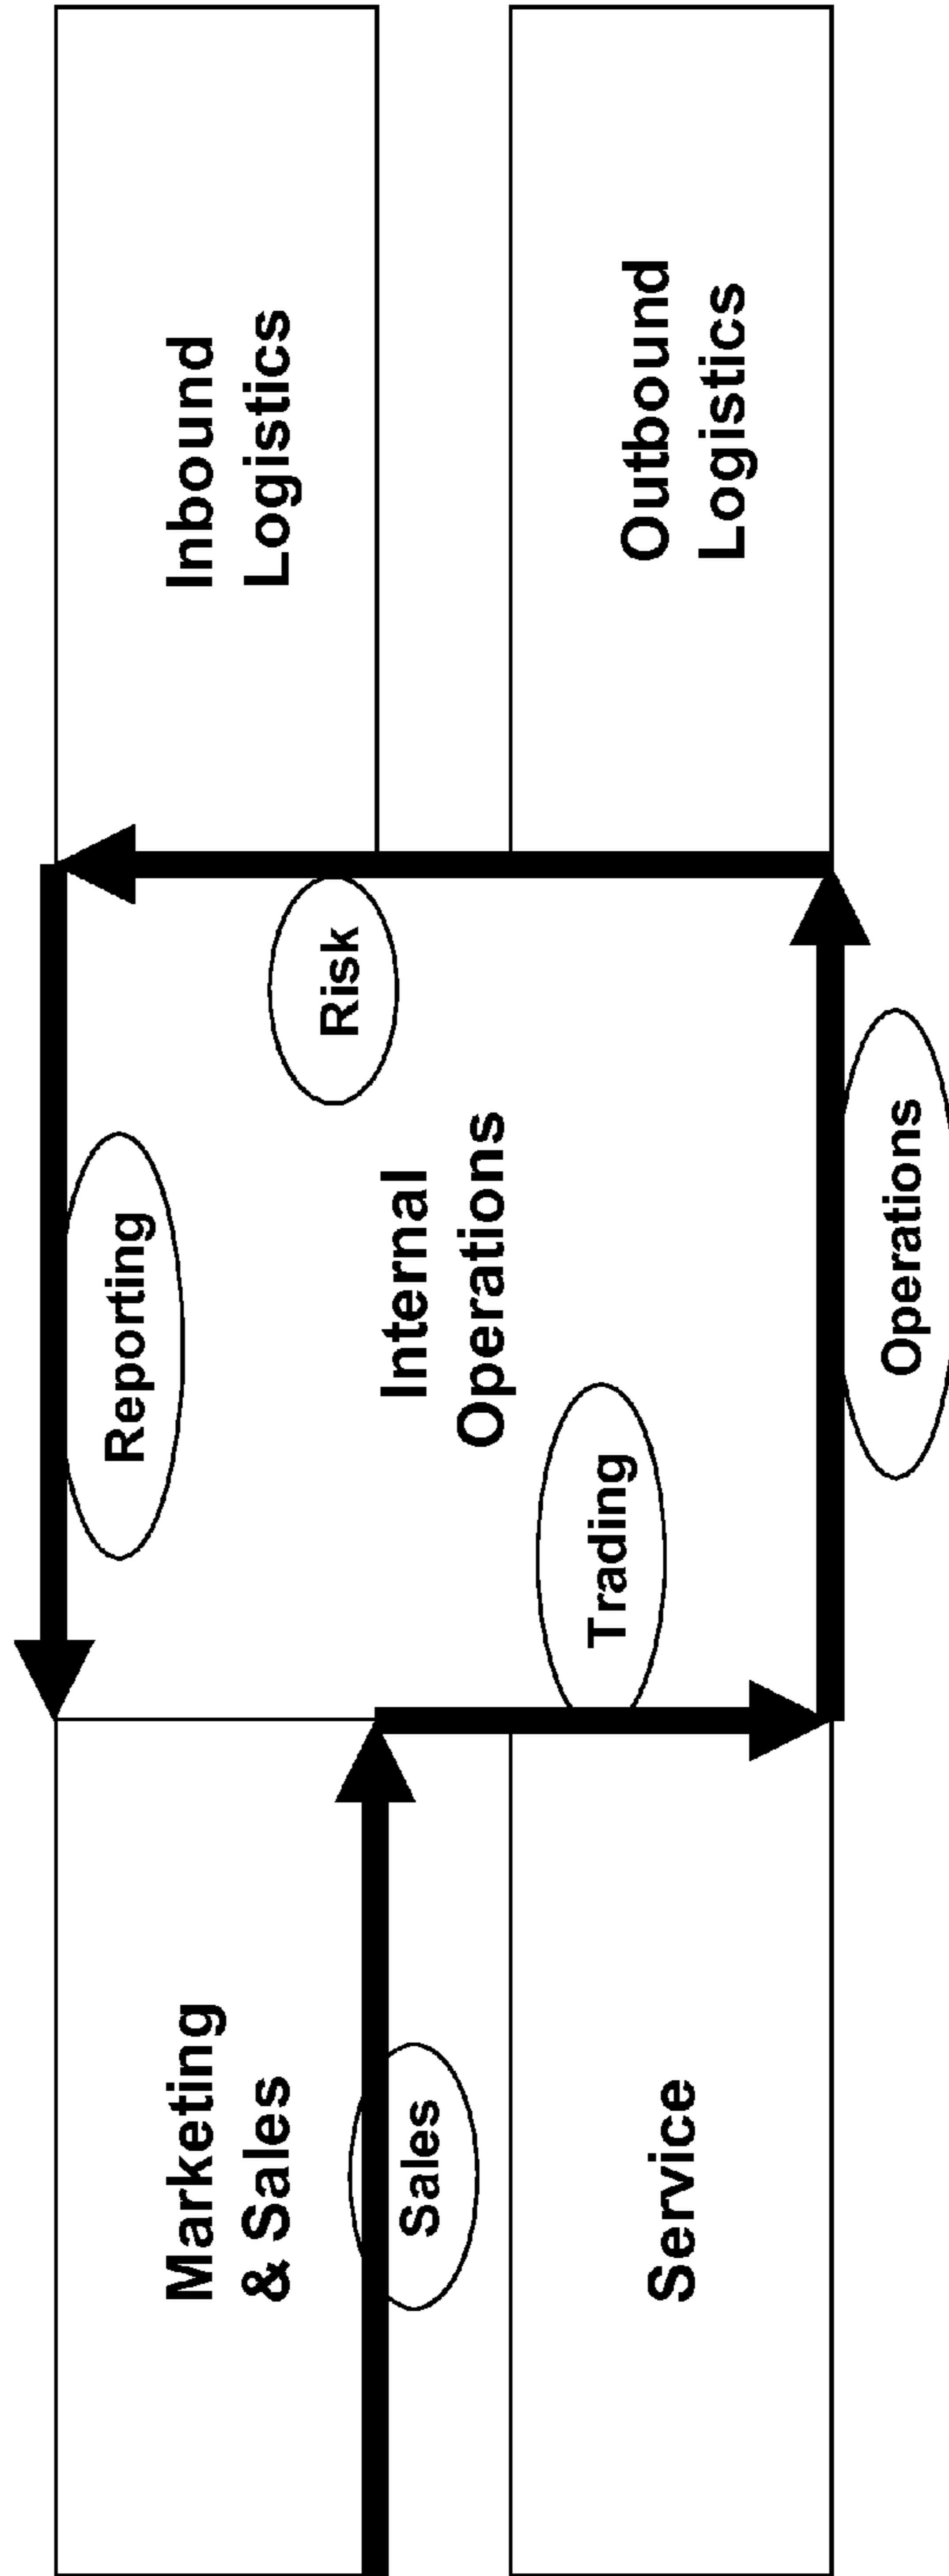 Marketing
& Sales
Reporting
Inbound
Logistics
Sales
Internal
Operations
Risk
Service
Trading
Outbound
Logistics
Operations